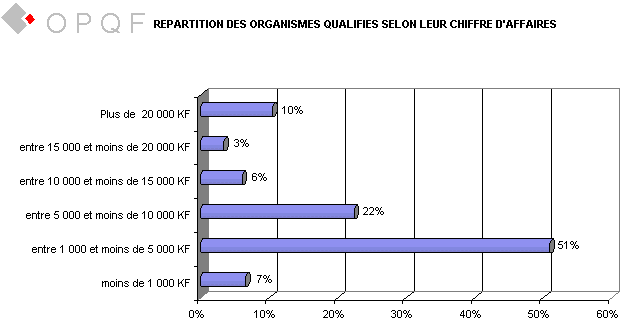 OPQF
REPARTITION DES ORGANISMES QUALIFIES SELON LEUR CHIFFRE D'AFFAIRES
Plus de 20 000 KF 10%
entre 15 000 et moins de 20 000 KF 3%
entre 10 000 et moins de 15 000 KF 6%
entre 5 000 et moins de 10 000 KF 22%
entre 1 000 et moins de 5 000 KF 51%
moins de 1 000 KF 7%
0% 10% 20% 30% 40% 50% 60%